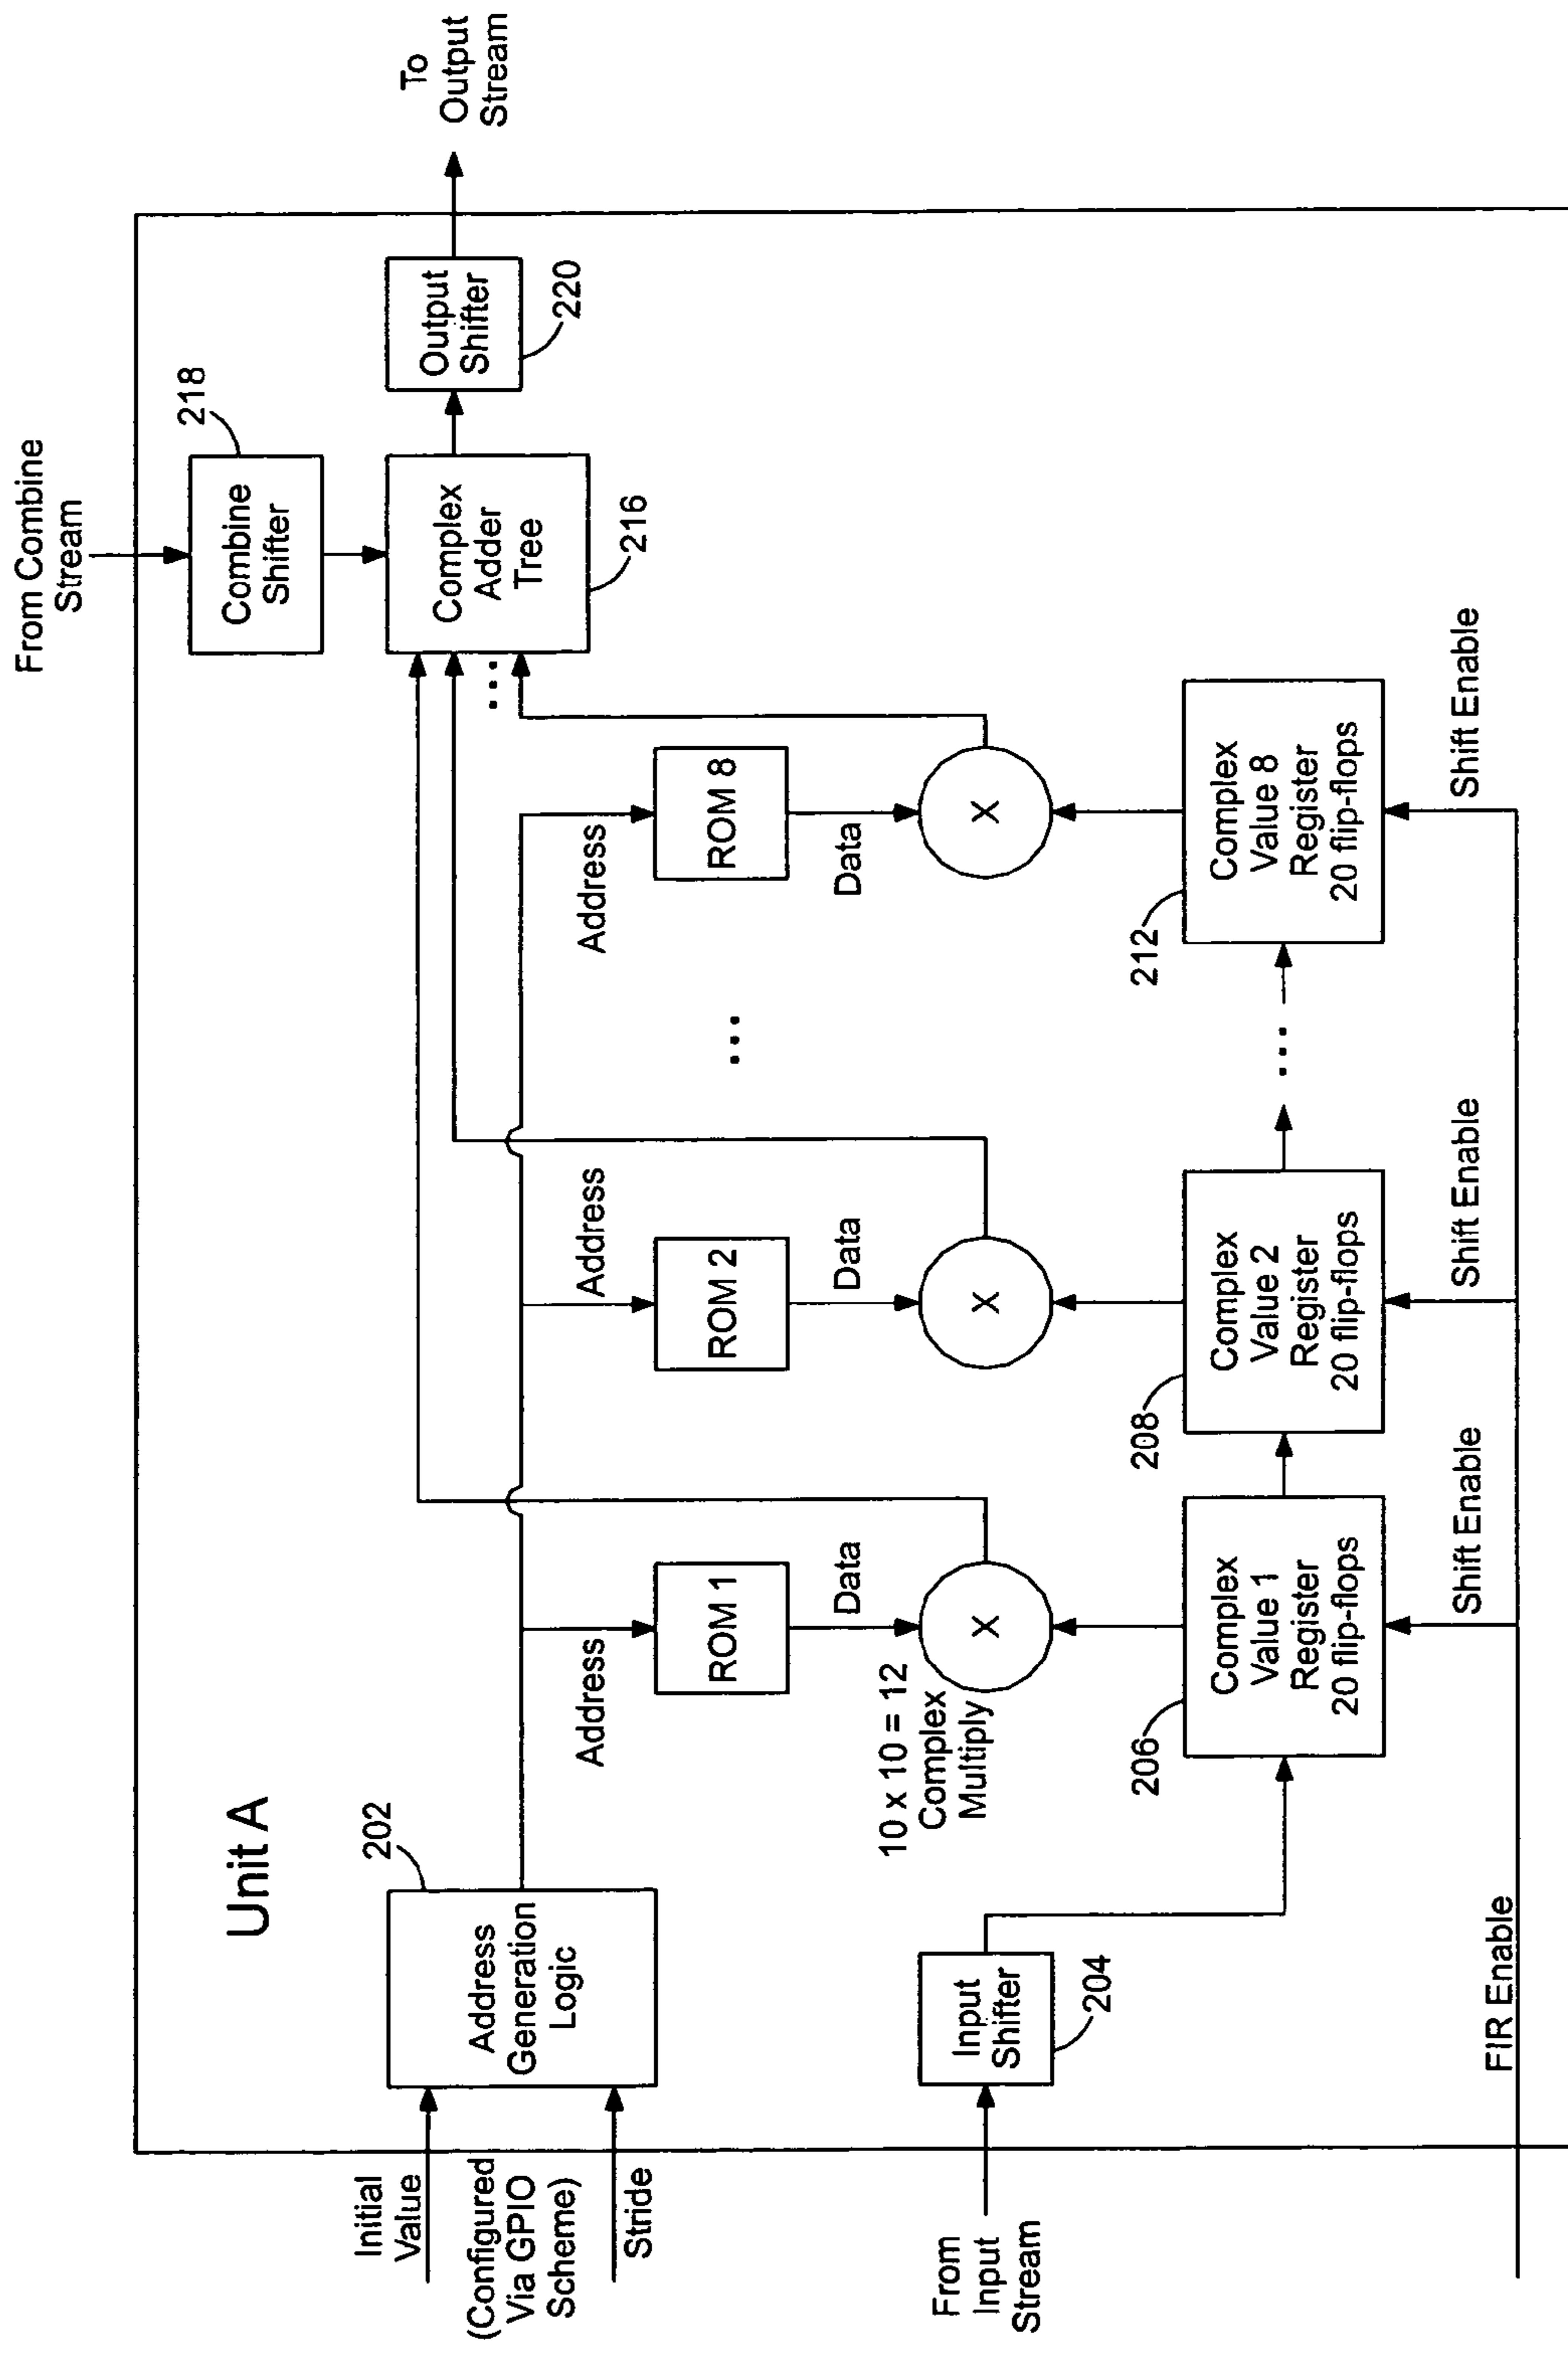 Unit A
Initial
Value
(Configured
Via GPIO
Scheme)
Stride
Address
Generation
Logic
202
From Combine
Stream
Combine
Shifter
218
Complex
Adder
Tree
216
Output
Shifter
220
To
Output
Stream
Address
ROM 1
Data
Address
ROM 2
Data
...
Address
ROM 8
Data
...
10 x 10 = 12
Complex
Multiply
X
X
X
From
Input
Stream
Input
Shifter
204
206
Complex
Value 1
Register
20 flip-flops
208
Complex
Value 2
Register
20 flip-flops
...
212
Complex
Value 8
Register
20 flip-flops
FIR Enable
Shift Enable
Shift Enable
Shift Enable